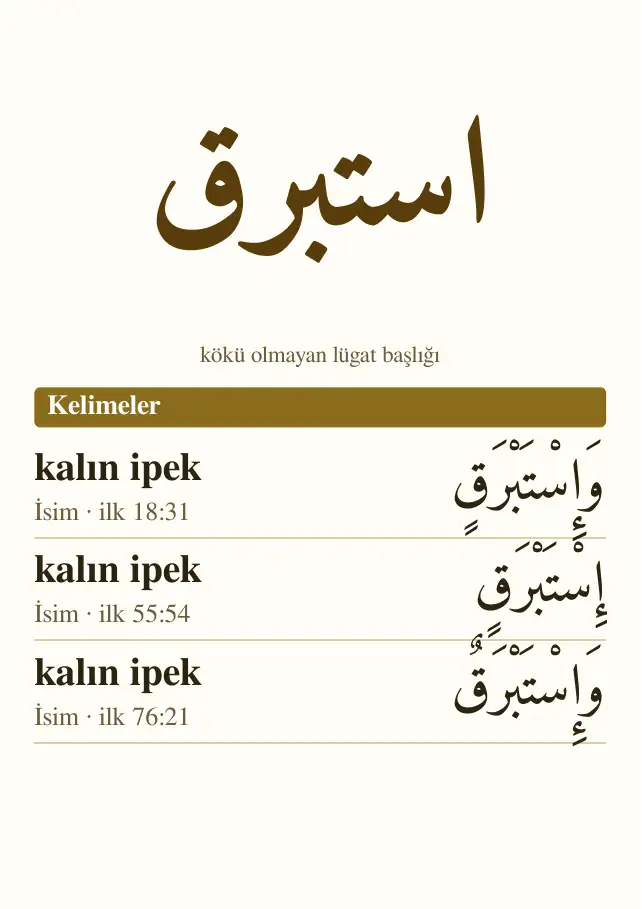 استبرق
kökü olmayan lügat başlığı
Kelimeler
kalın ipek
وَإِسْتَبْرَقٍ
İsim · ilk 18:31
kalın ipek
إِسْتَبْرَقٍ
İsim · ilk 55:54
kalın ipek
وَإِسْتَبْرَقٌ
İsim · ilk 76:21